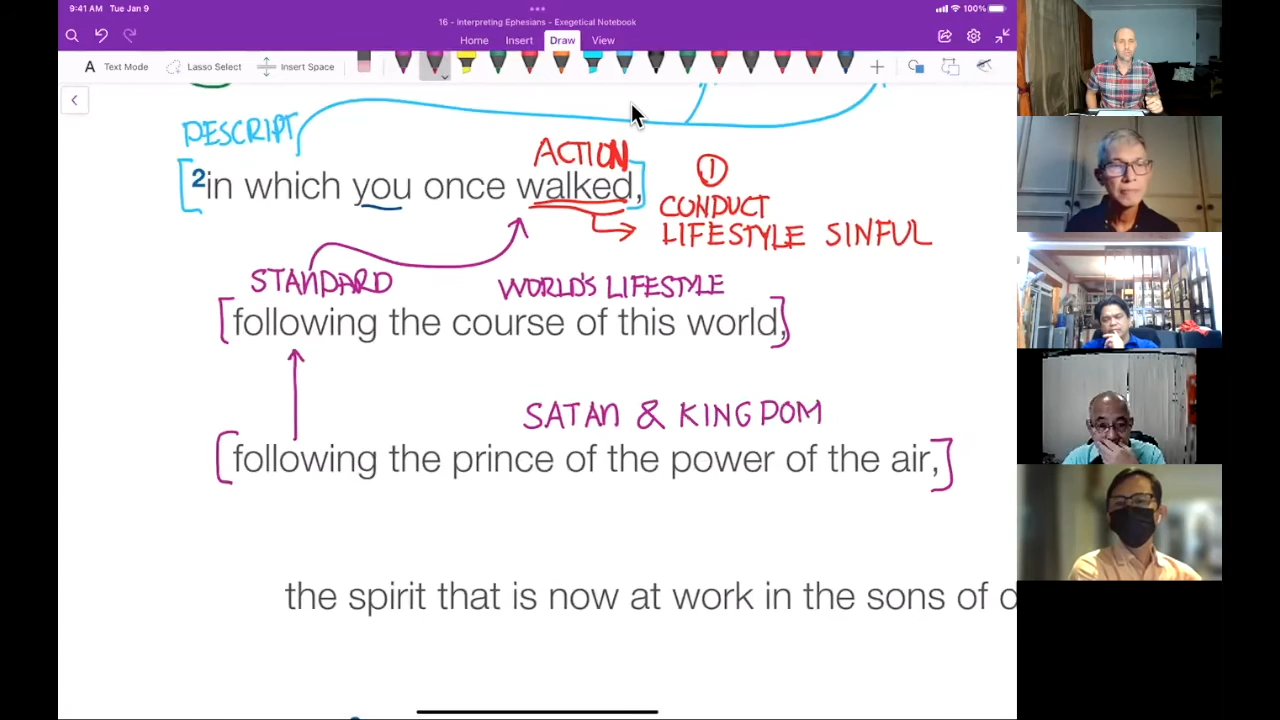 9:41 AM Tue Jan 9
100%
16 - Interpreting Ephesians - Exegetical Notebook
Home Insert Draw View
A Text Mode Lasso Select Insert Space
DESCRIPT
ACTION
2in which you once walked,
①
CONDUCT
LIFESTYLE SINFUL
STANDARD WORLD'S LIFESTYLE
[following the course of this world,]
SATAN & KINGDOM
[following the prince of the power of the air,]
the spirit that is now at work in the sons of